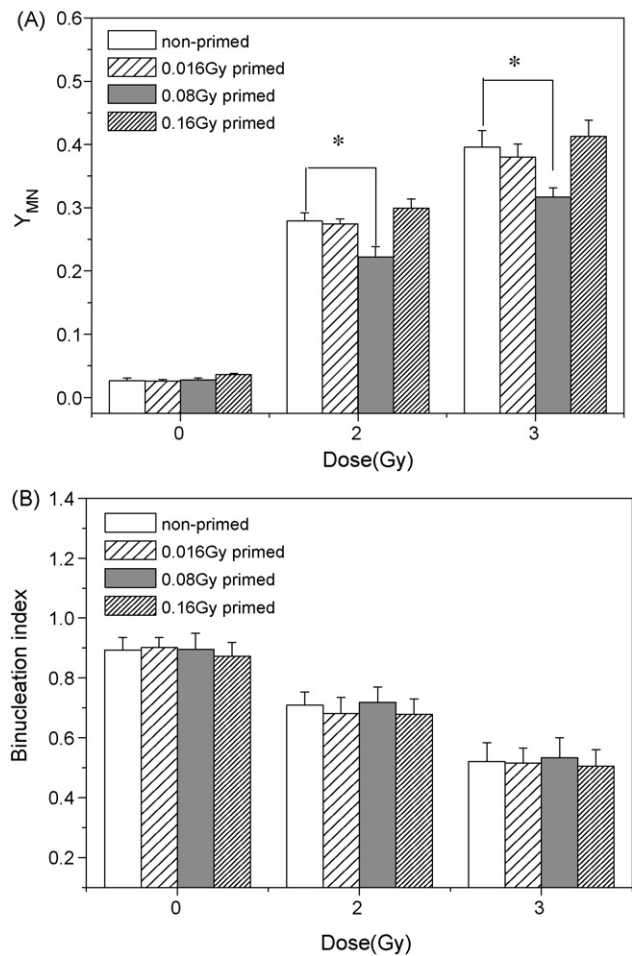 (A)
0.6
0.5
0.4
0.3
0.2
0.1
0.0
Y_MN
non-primed
0.016Gy primed
0.08Gy primed
0.16Gy primed
*
*
0
2
3
Dose(Gy)
(B)
1.4
1.2
1.0
0.8
0.6
0.4
0.2
Binucleation index
non-primed
0.016Gy primed
0.08Gy primed
0.16Gy primed
0
2
3
Dose(Gy)